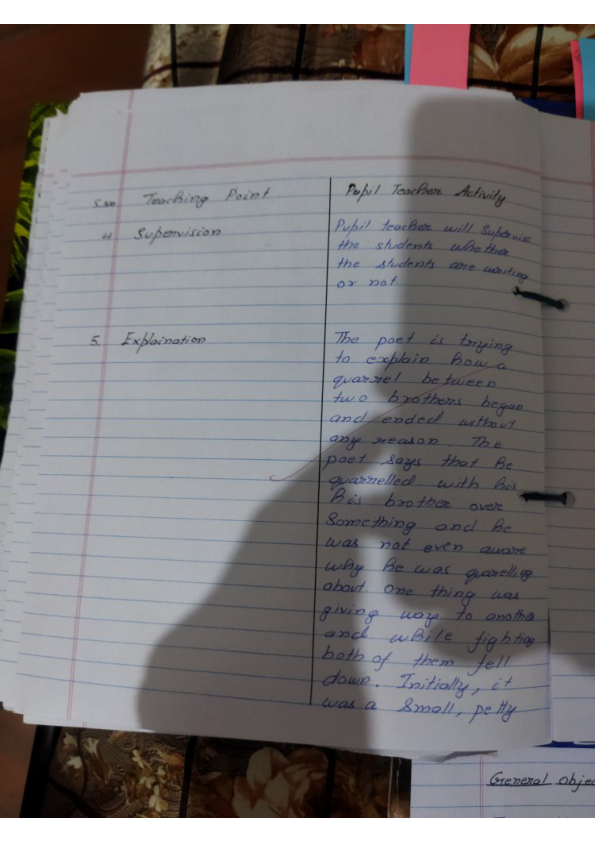 S.No Teaching Point Pupil Teacher Activity
4. Supervision Pupil teacher will Supervise
the students whether
the students are writing
or not
5. Explaination The poet is trying
to explain how a
quarrel between
two brothers began
and ended without
any reason. The
poet says that he
quarrelled with his
his brother over
Something and he
was not even aware
why he was quarelling
about. One thing was
giving way to another
and while fighting
both of them fell
down. Initially, it
was a small, petty
General Objec